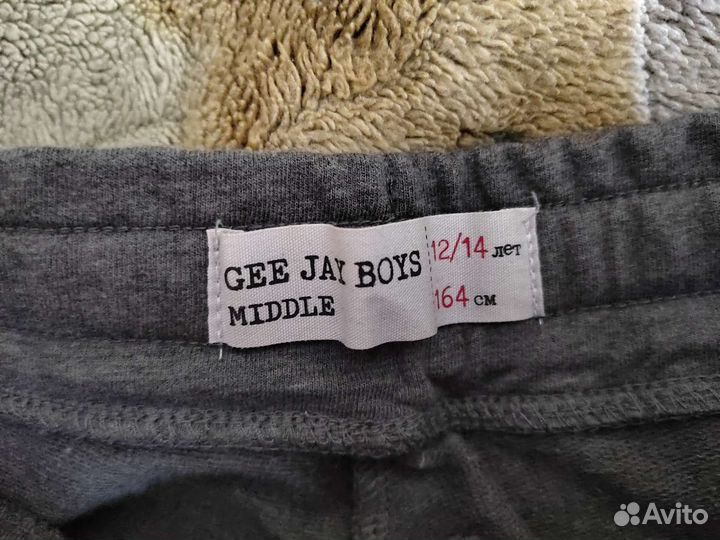 GEE JAY BOYS
MIDDLE
12/14 лет
164 см
Avito